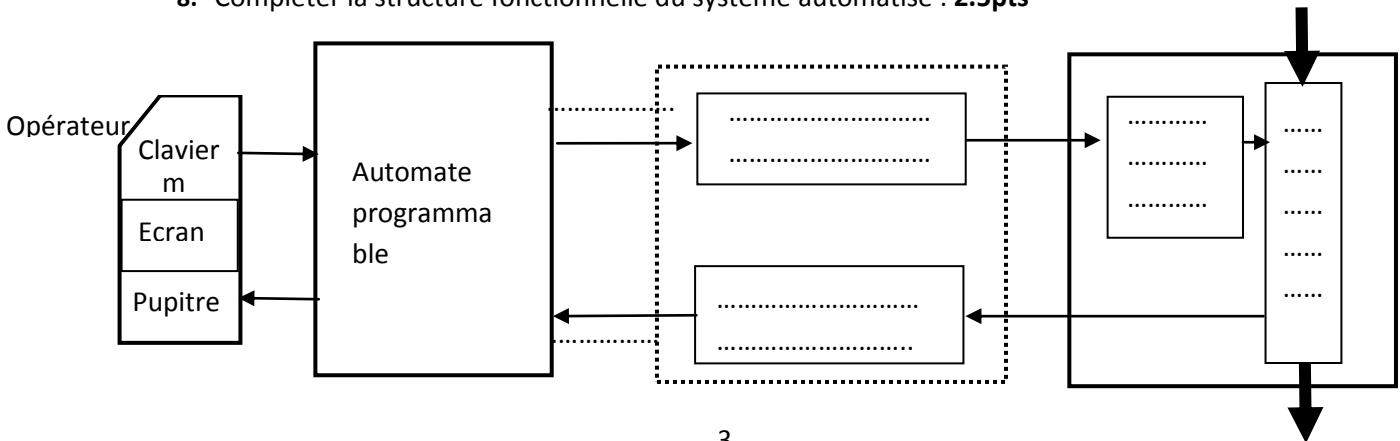 8. Compléter la structure fonctionnelle du système automatisé : 2.5pts
Opérateur
Clavier
m
Ecran
Pupitre
Automate
programma
ble
...............
..............................
..............................
............
............
............
......
......
......
......
......
..............................
.............................
...............
3